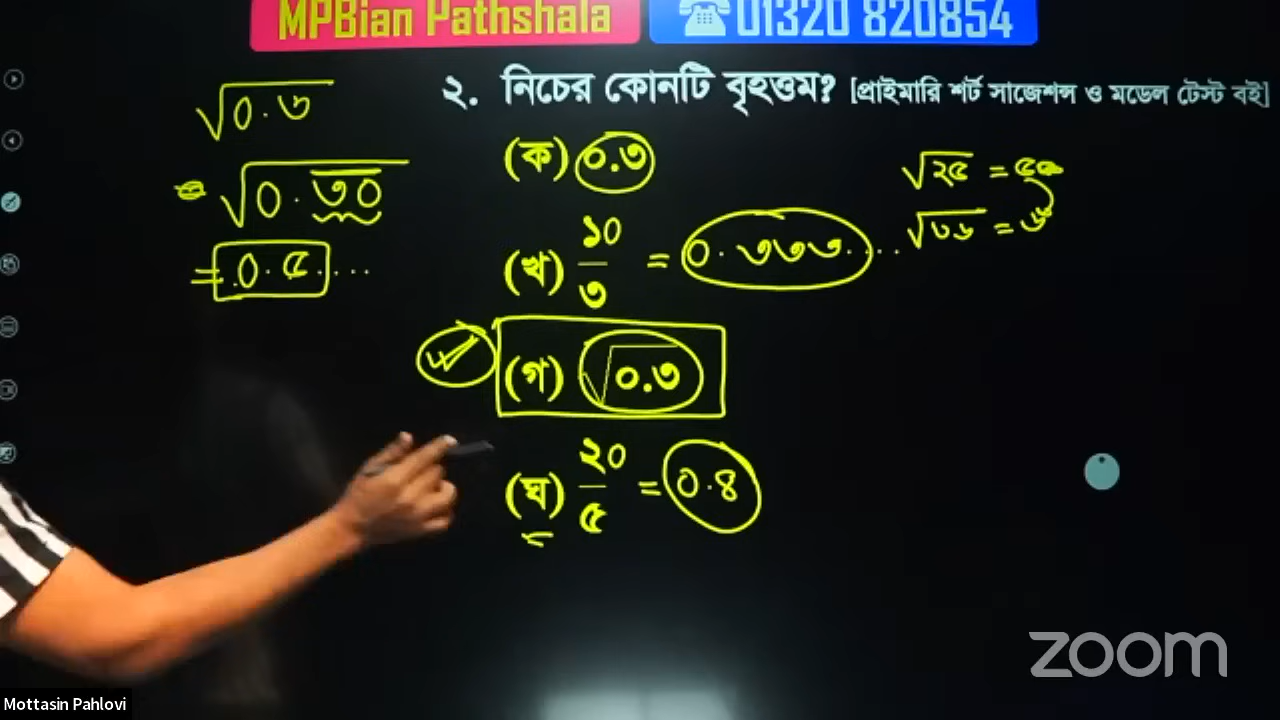 MPBian Pathshala
01320 820854
২. নিচের কোনটি বৃহত্তম? [প্রাইমারি শর্ট সাজেশন্স ও মডেল টেস্ট বই]
√০.৩
= √০.৩০
= ০.৫....
(ক) ০.৩
(খ) ১০/৩ = ০.৩৩৩....
(গ) √০.৩
(ঘ) ২০/৫ = ০.৪
√২৫ = ৫
√৩৬ = ৬
zoom
Mottasin Pahlovi